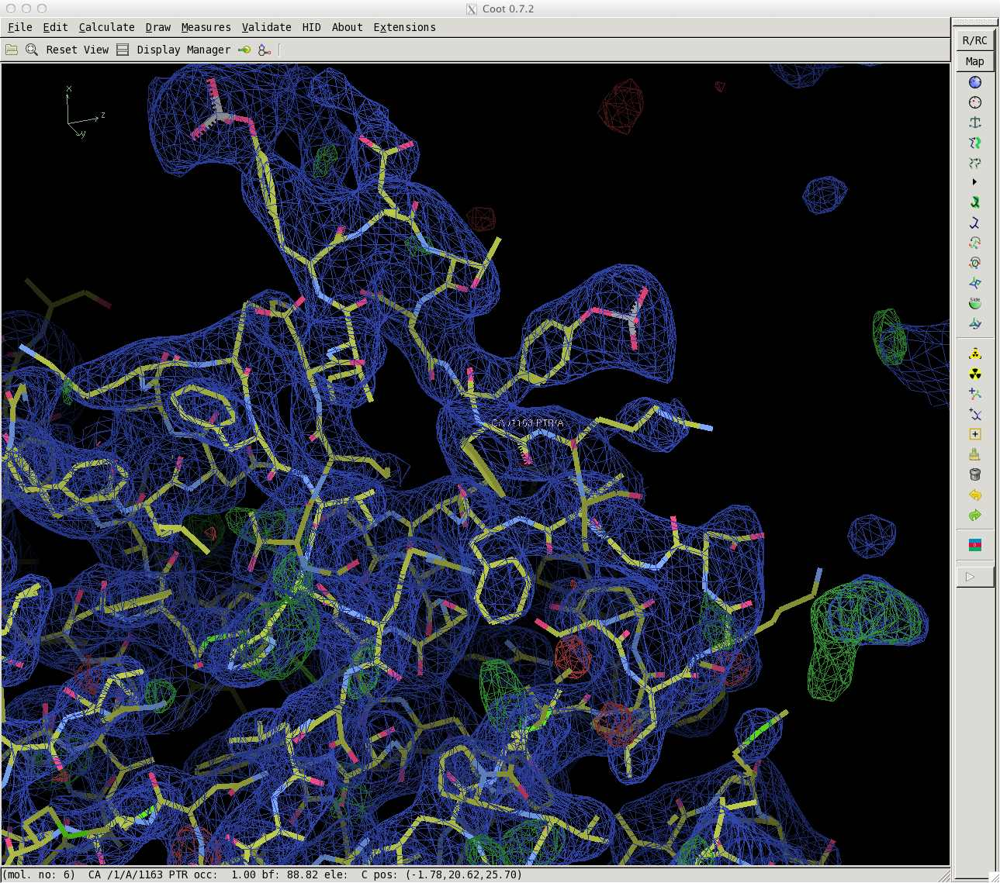 Coot 0.7.2
File Edit Calculate Draw Measures Validate HID About Extensions
R/RC
Reset View Display Manager
Map
x
z
y
Side
CA /1163 PTR/A
(mol. no: 6) CA /1/A/1163 PTR occ: 1.00 bf: 88.82 ele: C pos: (-1.78,20.62,25.70)